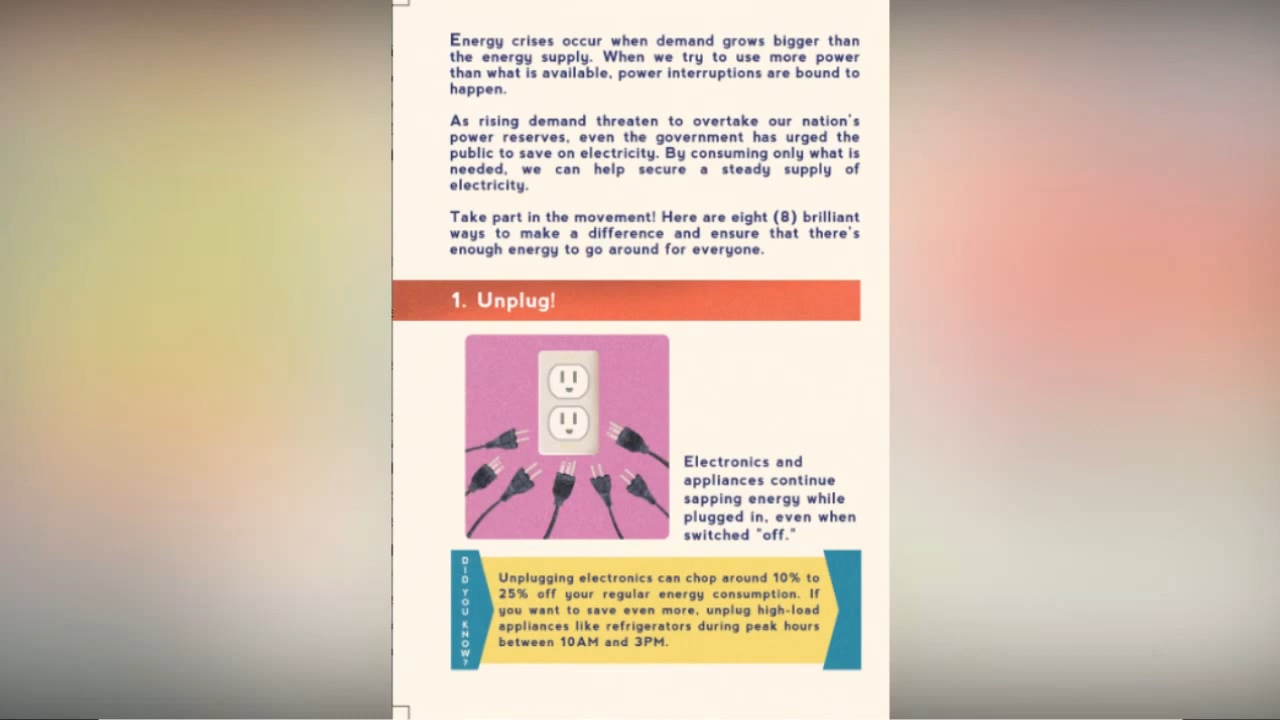 Energy crises occur when demand grows bigger than
the energy supply. When we try to use more power
than what is available, power interruptions are bound to
happen.
As rising demand threaten to overtake our nation's
power reserves, even the government has urged the
public to save on electricity. By consuming only what is
needed, we can help secure a steady supply of
electricity.
Take part in the movement! Here are eight (8) brilliant
ways to make a difference and ensure that there's
enough energy to go around for everyone.
1. Unplug!
Electronics and
appliances continue
sapping energy while
plugged in, even when
switched "off."
DID YOU KNOW?
Unplugging electronics can chop around 10% to
25% off your regular energy consumption. If
you want to save even more, unplug high-load
appliances like refrigerators during peak hours
between 10AM and 3PM.